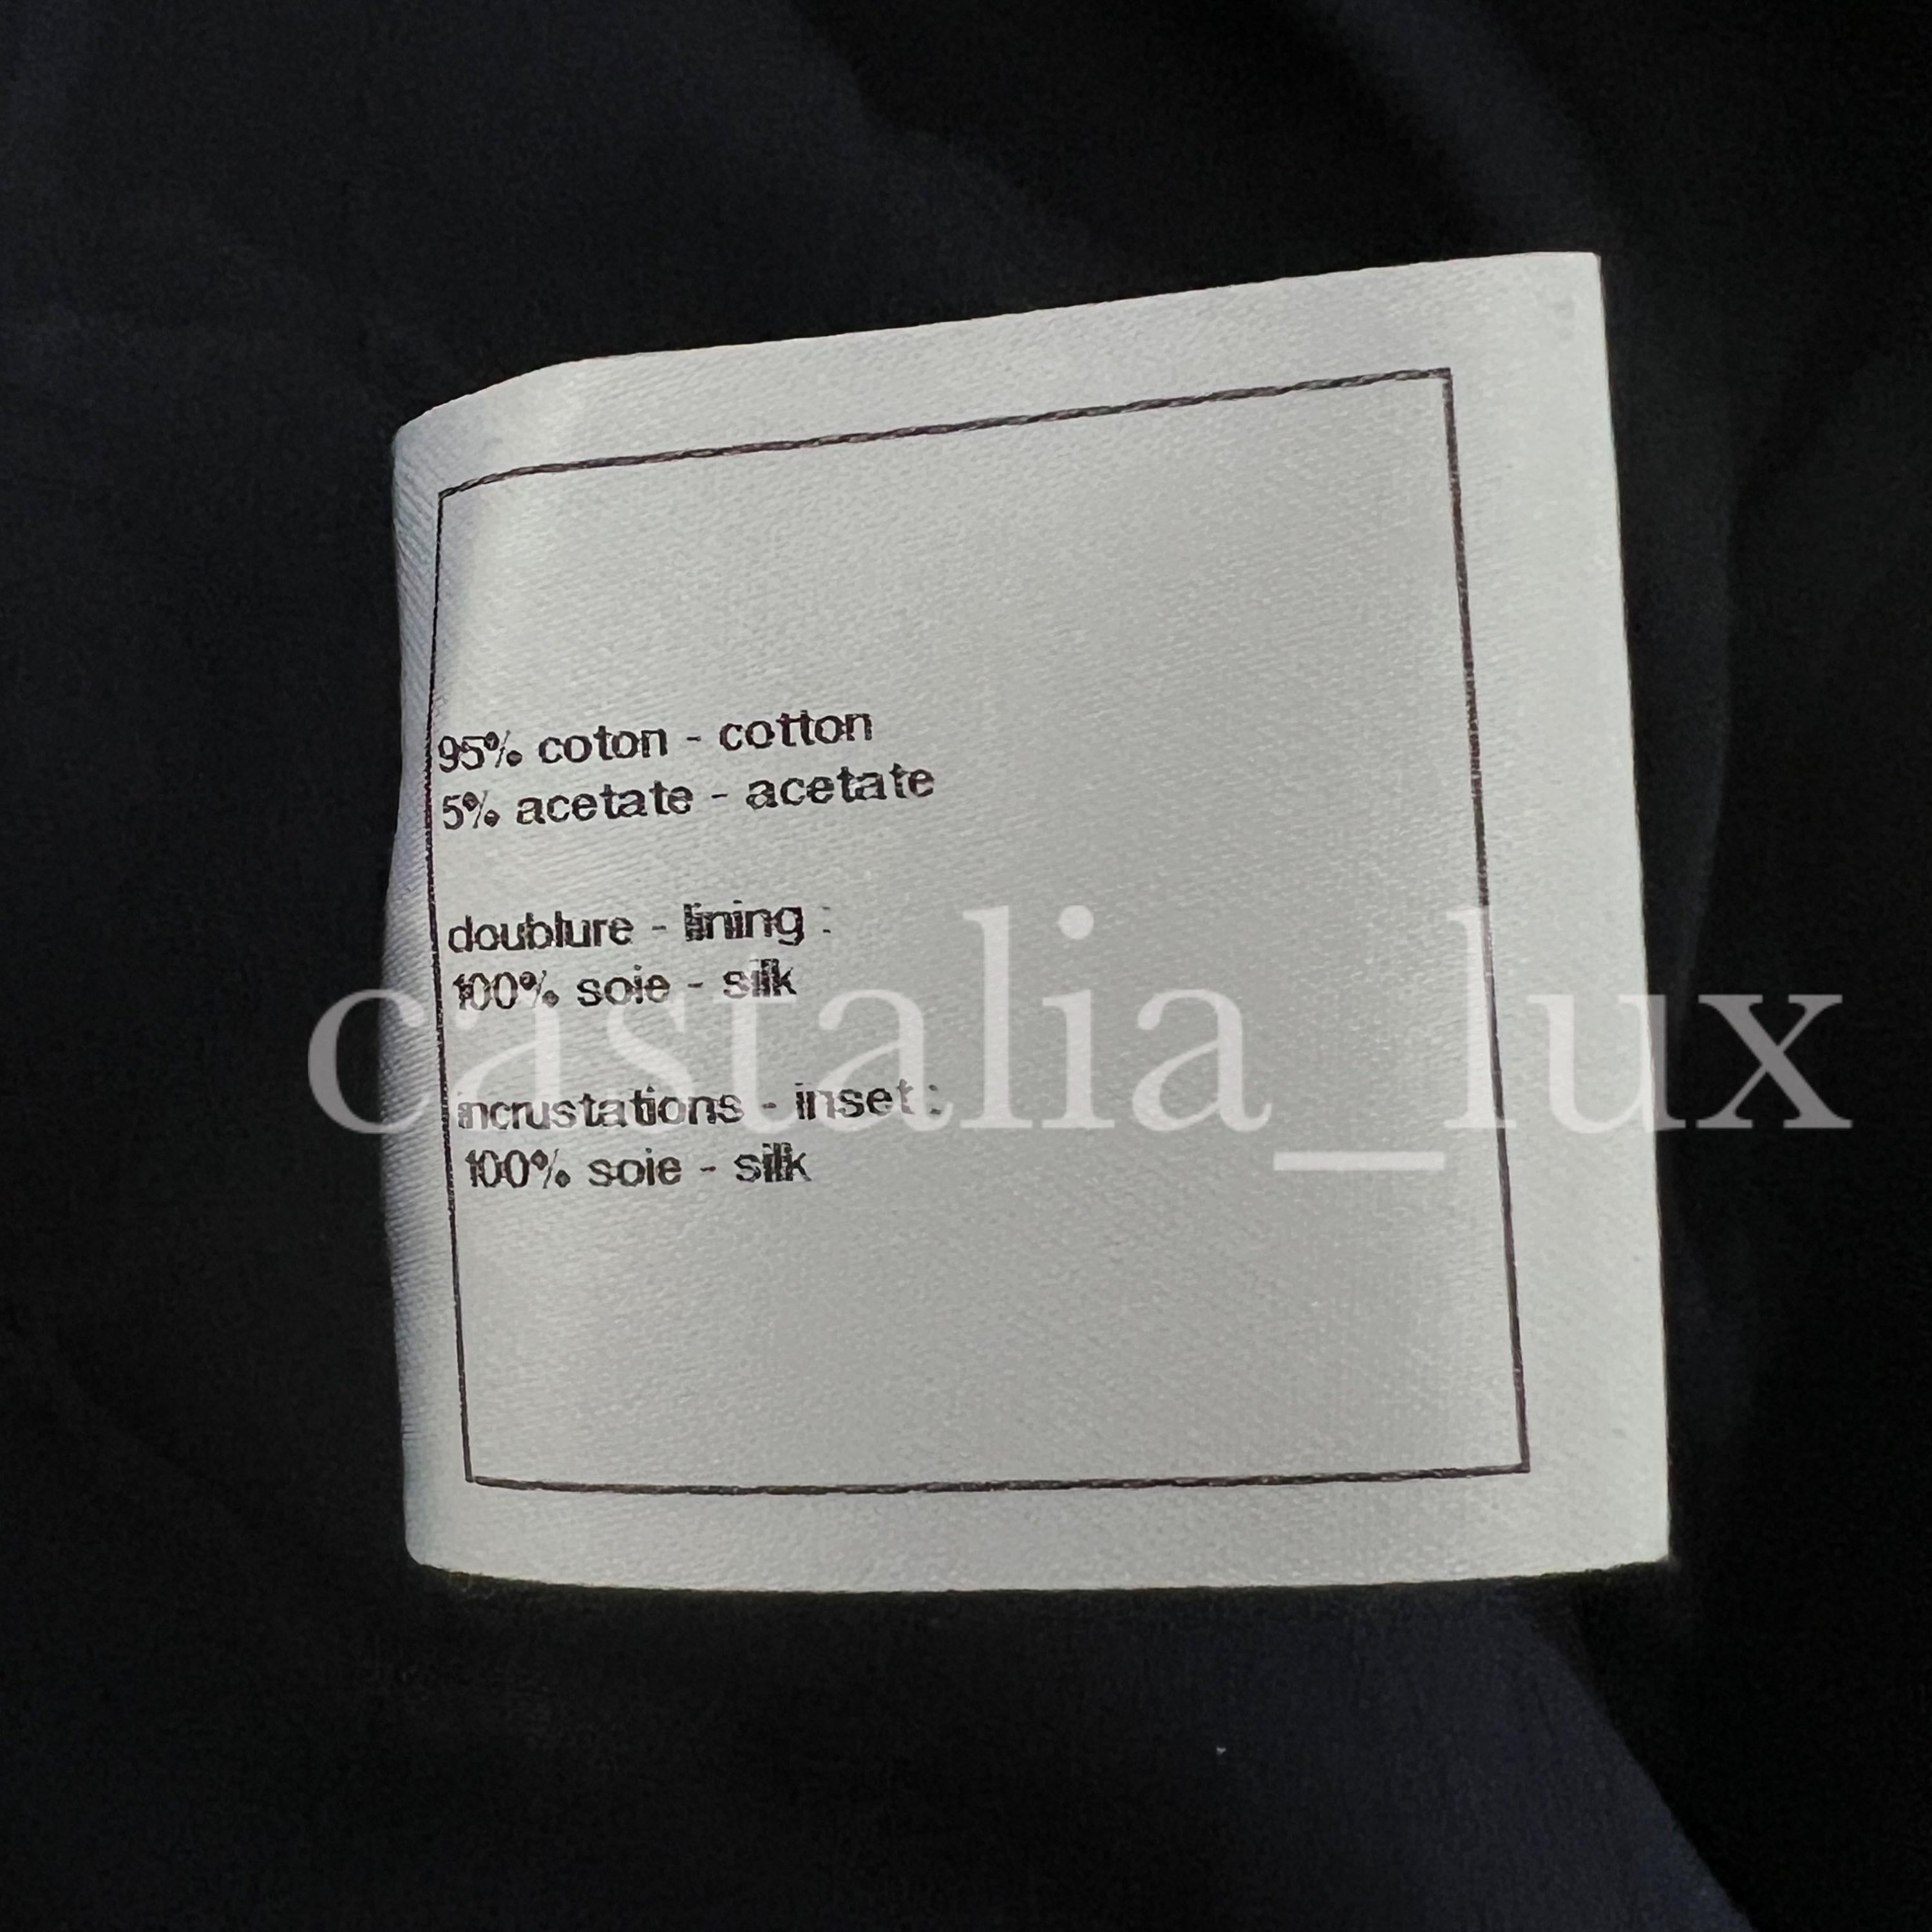 95% coton - cotton
5% acetate - acetate
doublure - lining :
100% soie - silk
incrustations - inset :
100% soie - silk
castalia_lux